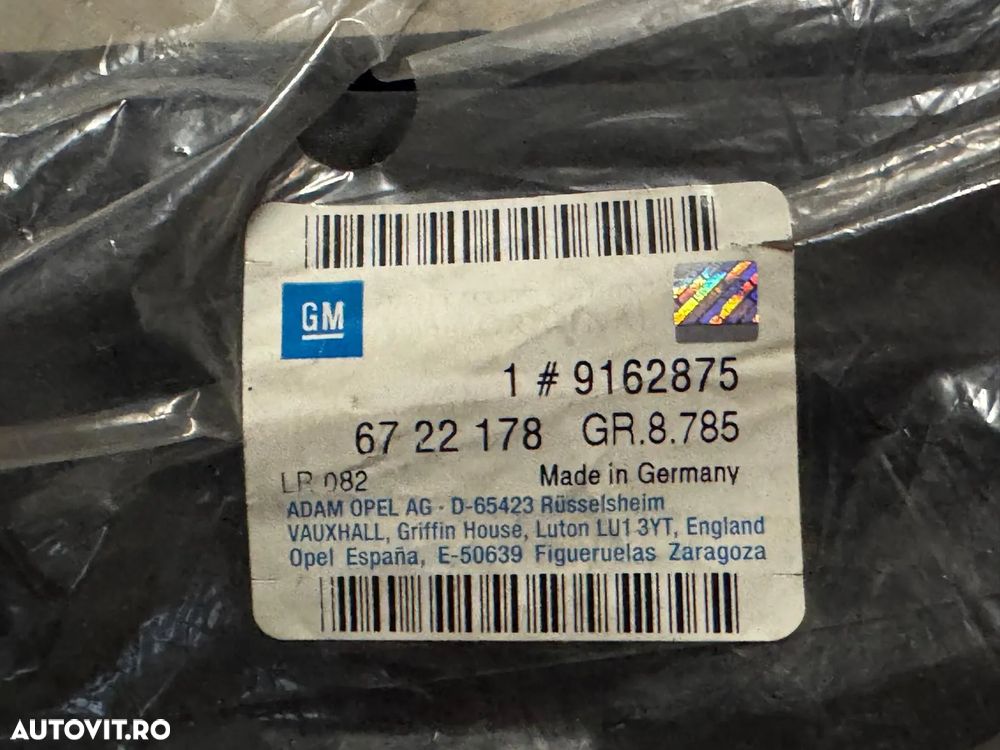 GM
1 # 9162875
67 22 178 GR.8.785
LR 082 Made in Germany
ADAM OPEL AG · D-65423 Rüsselsheim
VAUXHALL, Griffin House, Luton LU1 3YT, England
Opel España, E-50639 Figueruelas Zaragoza
AUTOVIT.RO